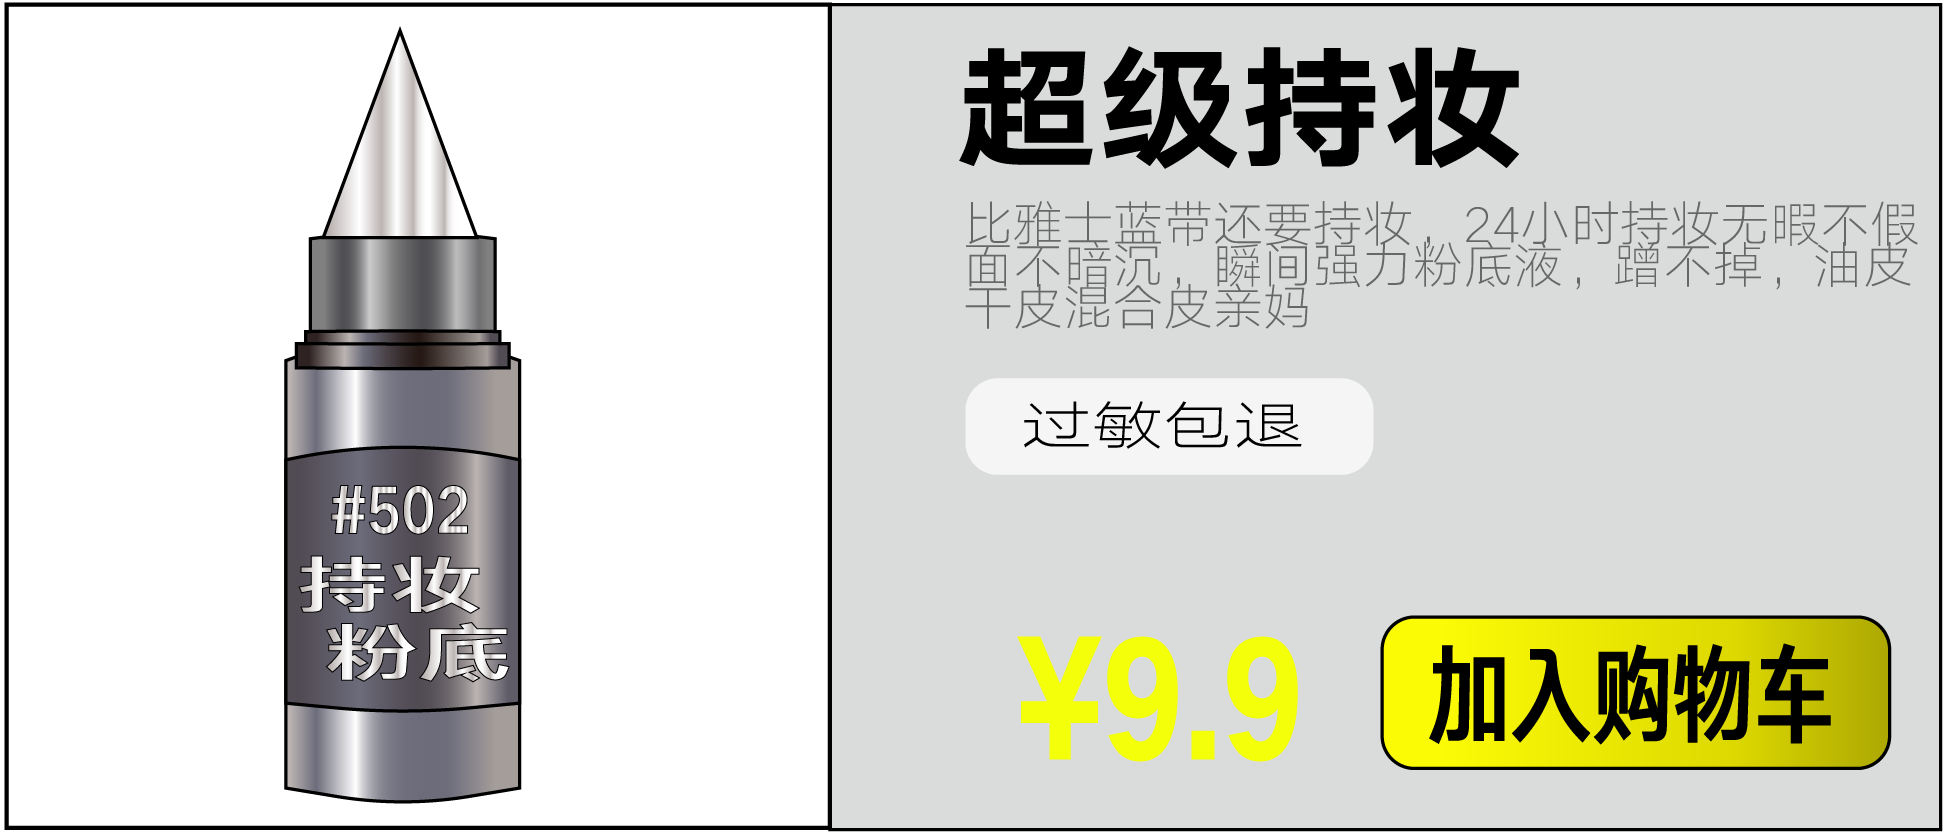 #502
持妆
粉底
超级持妆
比雅士蓝带还要持妆，24小时持妆无暇不假
面不暗沉，瞬间强力粉底液，蹭不掉，油皮
干皮混合皮亲妈
过敏包退
¥9.9
加入购物车